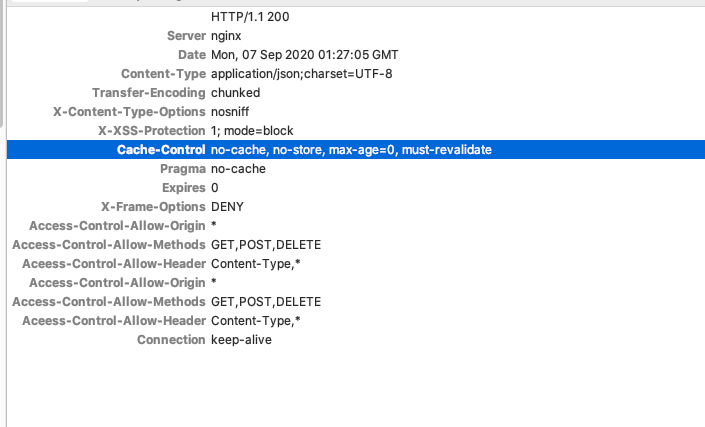 HTTP/1.1 200
Server nginx
Date Mon, 07 Sep 2020 01:27:05 GMT
Content-Type application/json;charset=UTF-8
Transfer-Encoding chunked
X-Content-Type-Options nosniff
X-XSS-Protection 1; mode=block
Cache-Control no-cache, no-store, max-age=0, must-revalidate
Pragma no-cache
Expires 0
X-Frame-Options DENY
Access-Control-Allow-Origin *
Access-Control-Allow-Methods GET,POST,DELETE
Aceess-Control-Allow-Header Content-Type,*
Access-Control-Allow-Origin *
Access-Control-Allow-Methods GET,POST,DELETE
Aceess-Control-Allow-Header Content-Type,*
Connection keep-alive